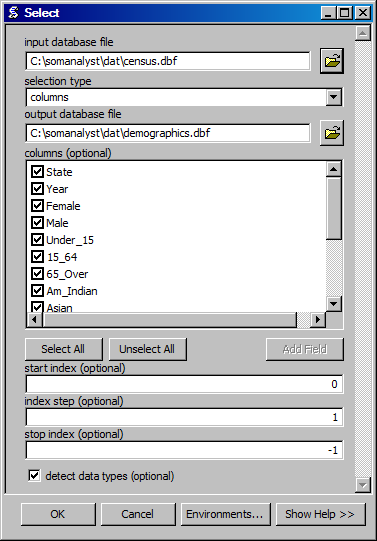 Select
input database file
C:\somanalyst\dat\census.dbf
selection type
columns
output database file
C:\somanalyst\dat\demographics.dbf
columns (optional)
State
Year
Female
Male
Under_15
15_64
65_Over
Am_Indian
Asian
Select All Unselect All Add Field
start index (optional)
0
index step (optional)
1
stop index (optional)
-1
detect data types (optional)
OK Cancel Environments... Show Help >>